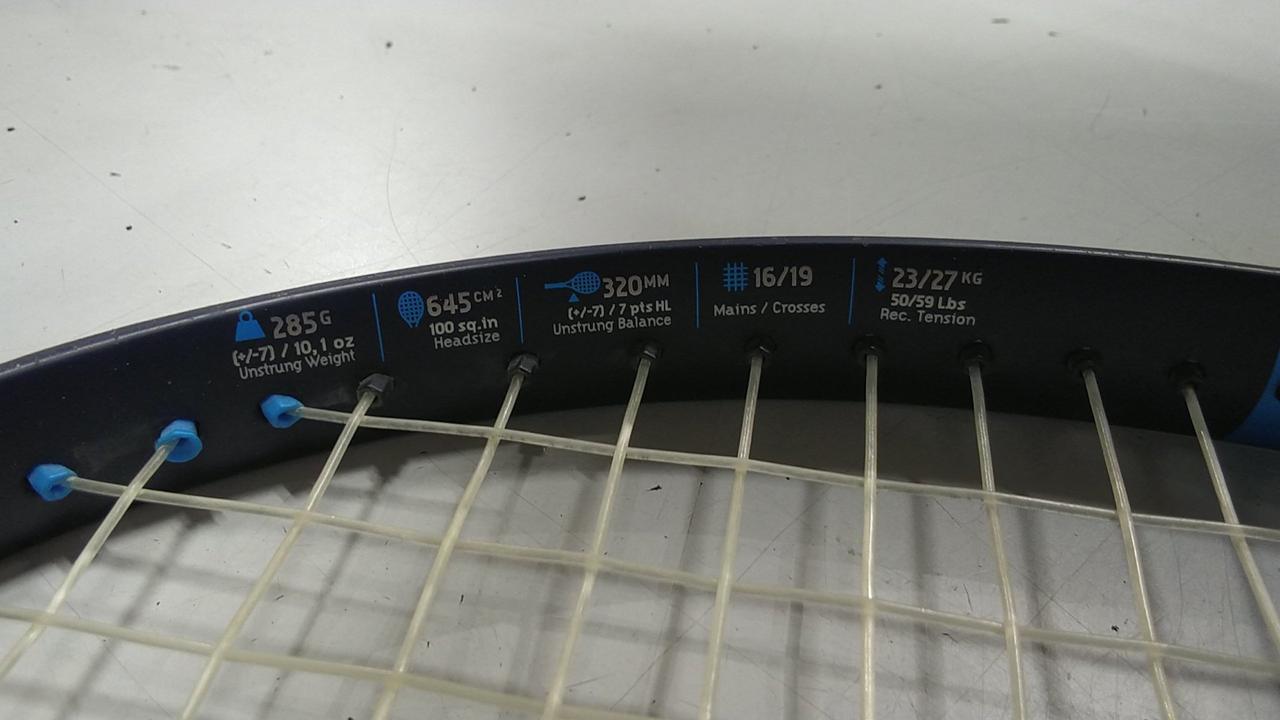 285G
(+/-7) / 10,1 oz
Unstrung Weight
645CM²
100 sq.in
Headsize
320MM
(+/-7) / 7 pts HL
Unstrung Balance
16/19
Mains / Crosses
23/27 KG
50/59 Lbs
Rec. Tension